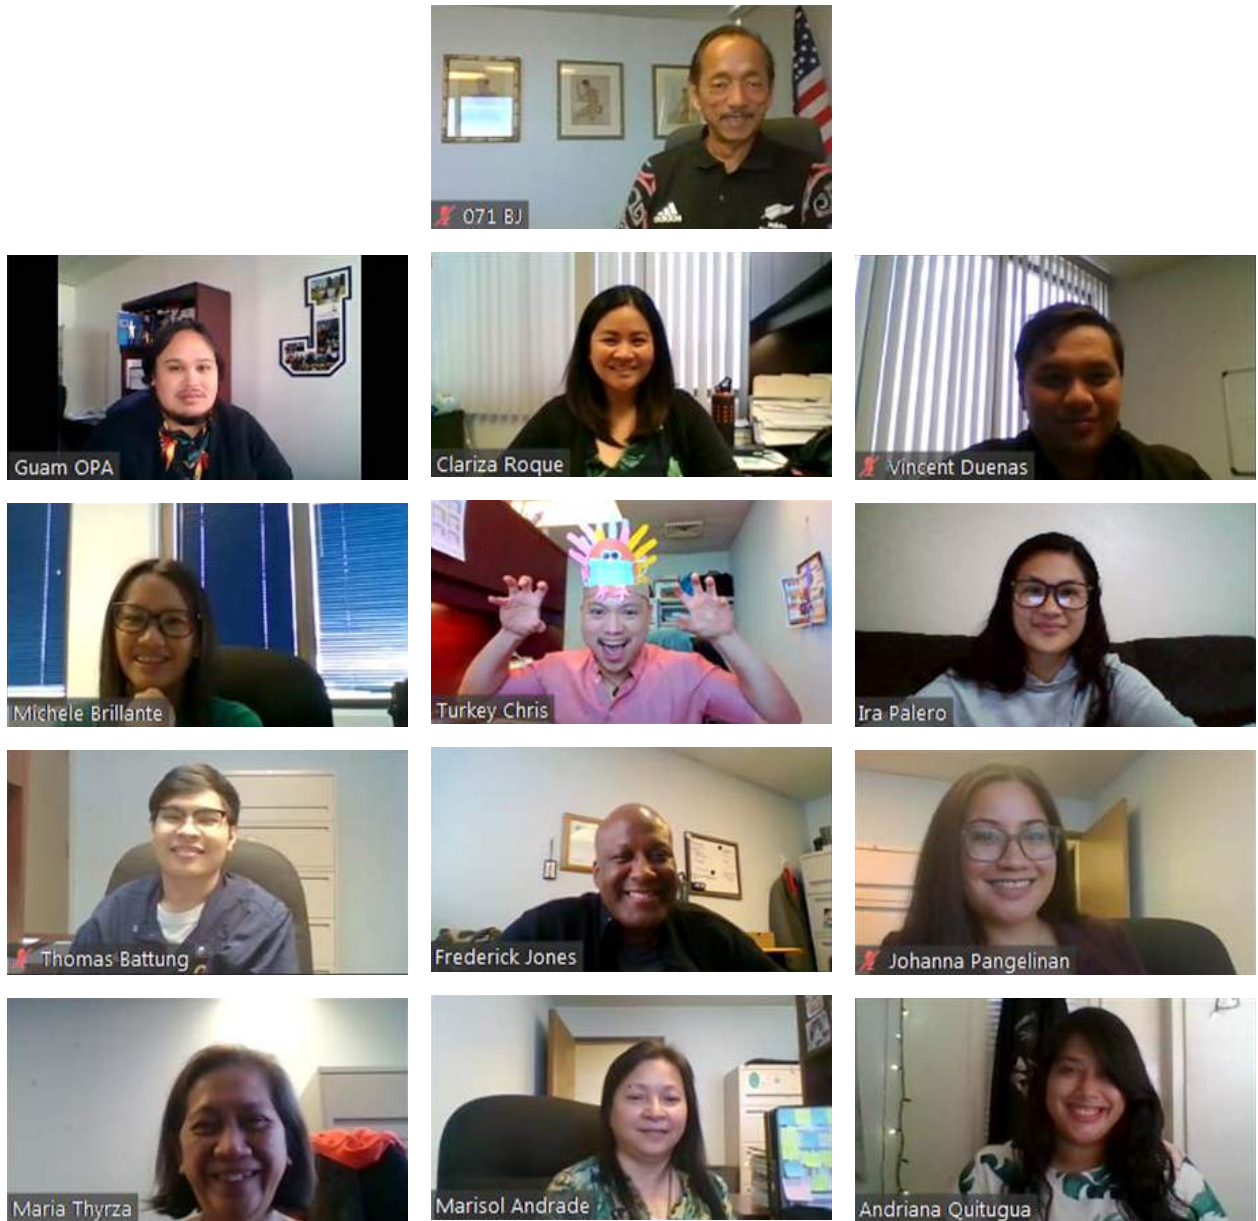 071 BJ
Guam OPA
J
Clariza Roque
Vincent Duenas
Michele Brillante
Turkey Chris
Ira Palero
Thomas Battung
Frederick Jones
Johanna Pangelinan
Maria Thyrza
Marisol Andrade
Andriana Quitugua